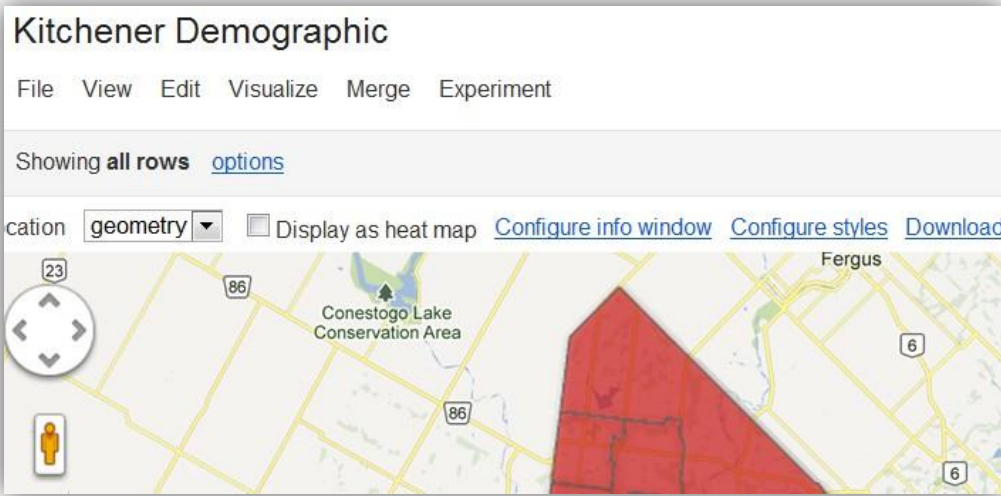 Kitchener Demographic
File View Edit Visualize Merge Experiment
Showing all rows options
cation geometry Display as heat map Configure info window Configure styles Download
23
86
Fergus
Conestogo Lake
Conservation Area
6
86
6